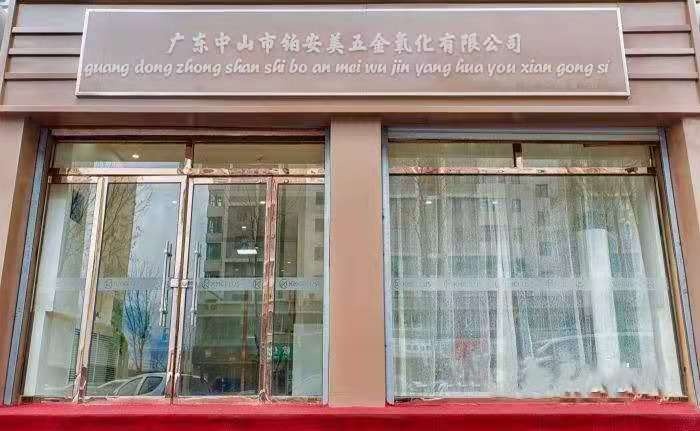 广东中山市铂安美五金氧化有限公司
guang dong zhong shan shi bo an mei wu jin yang hua you xian gong si